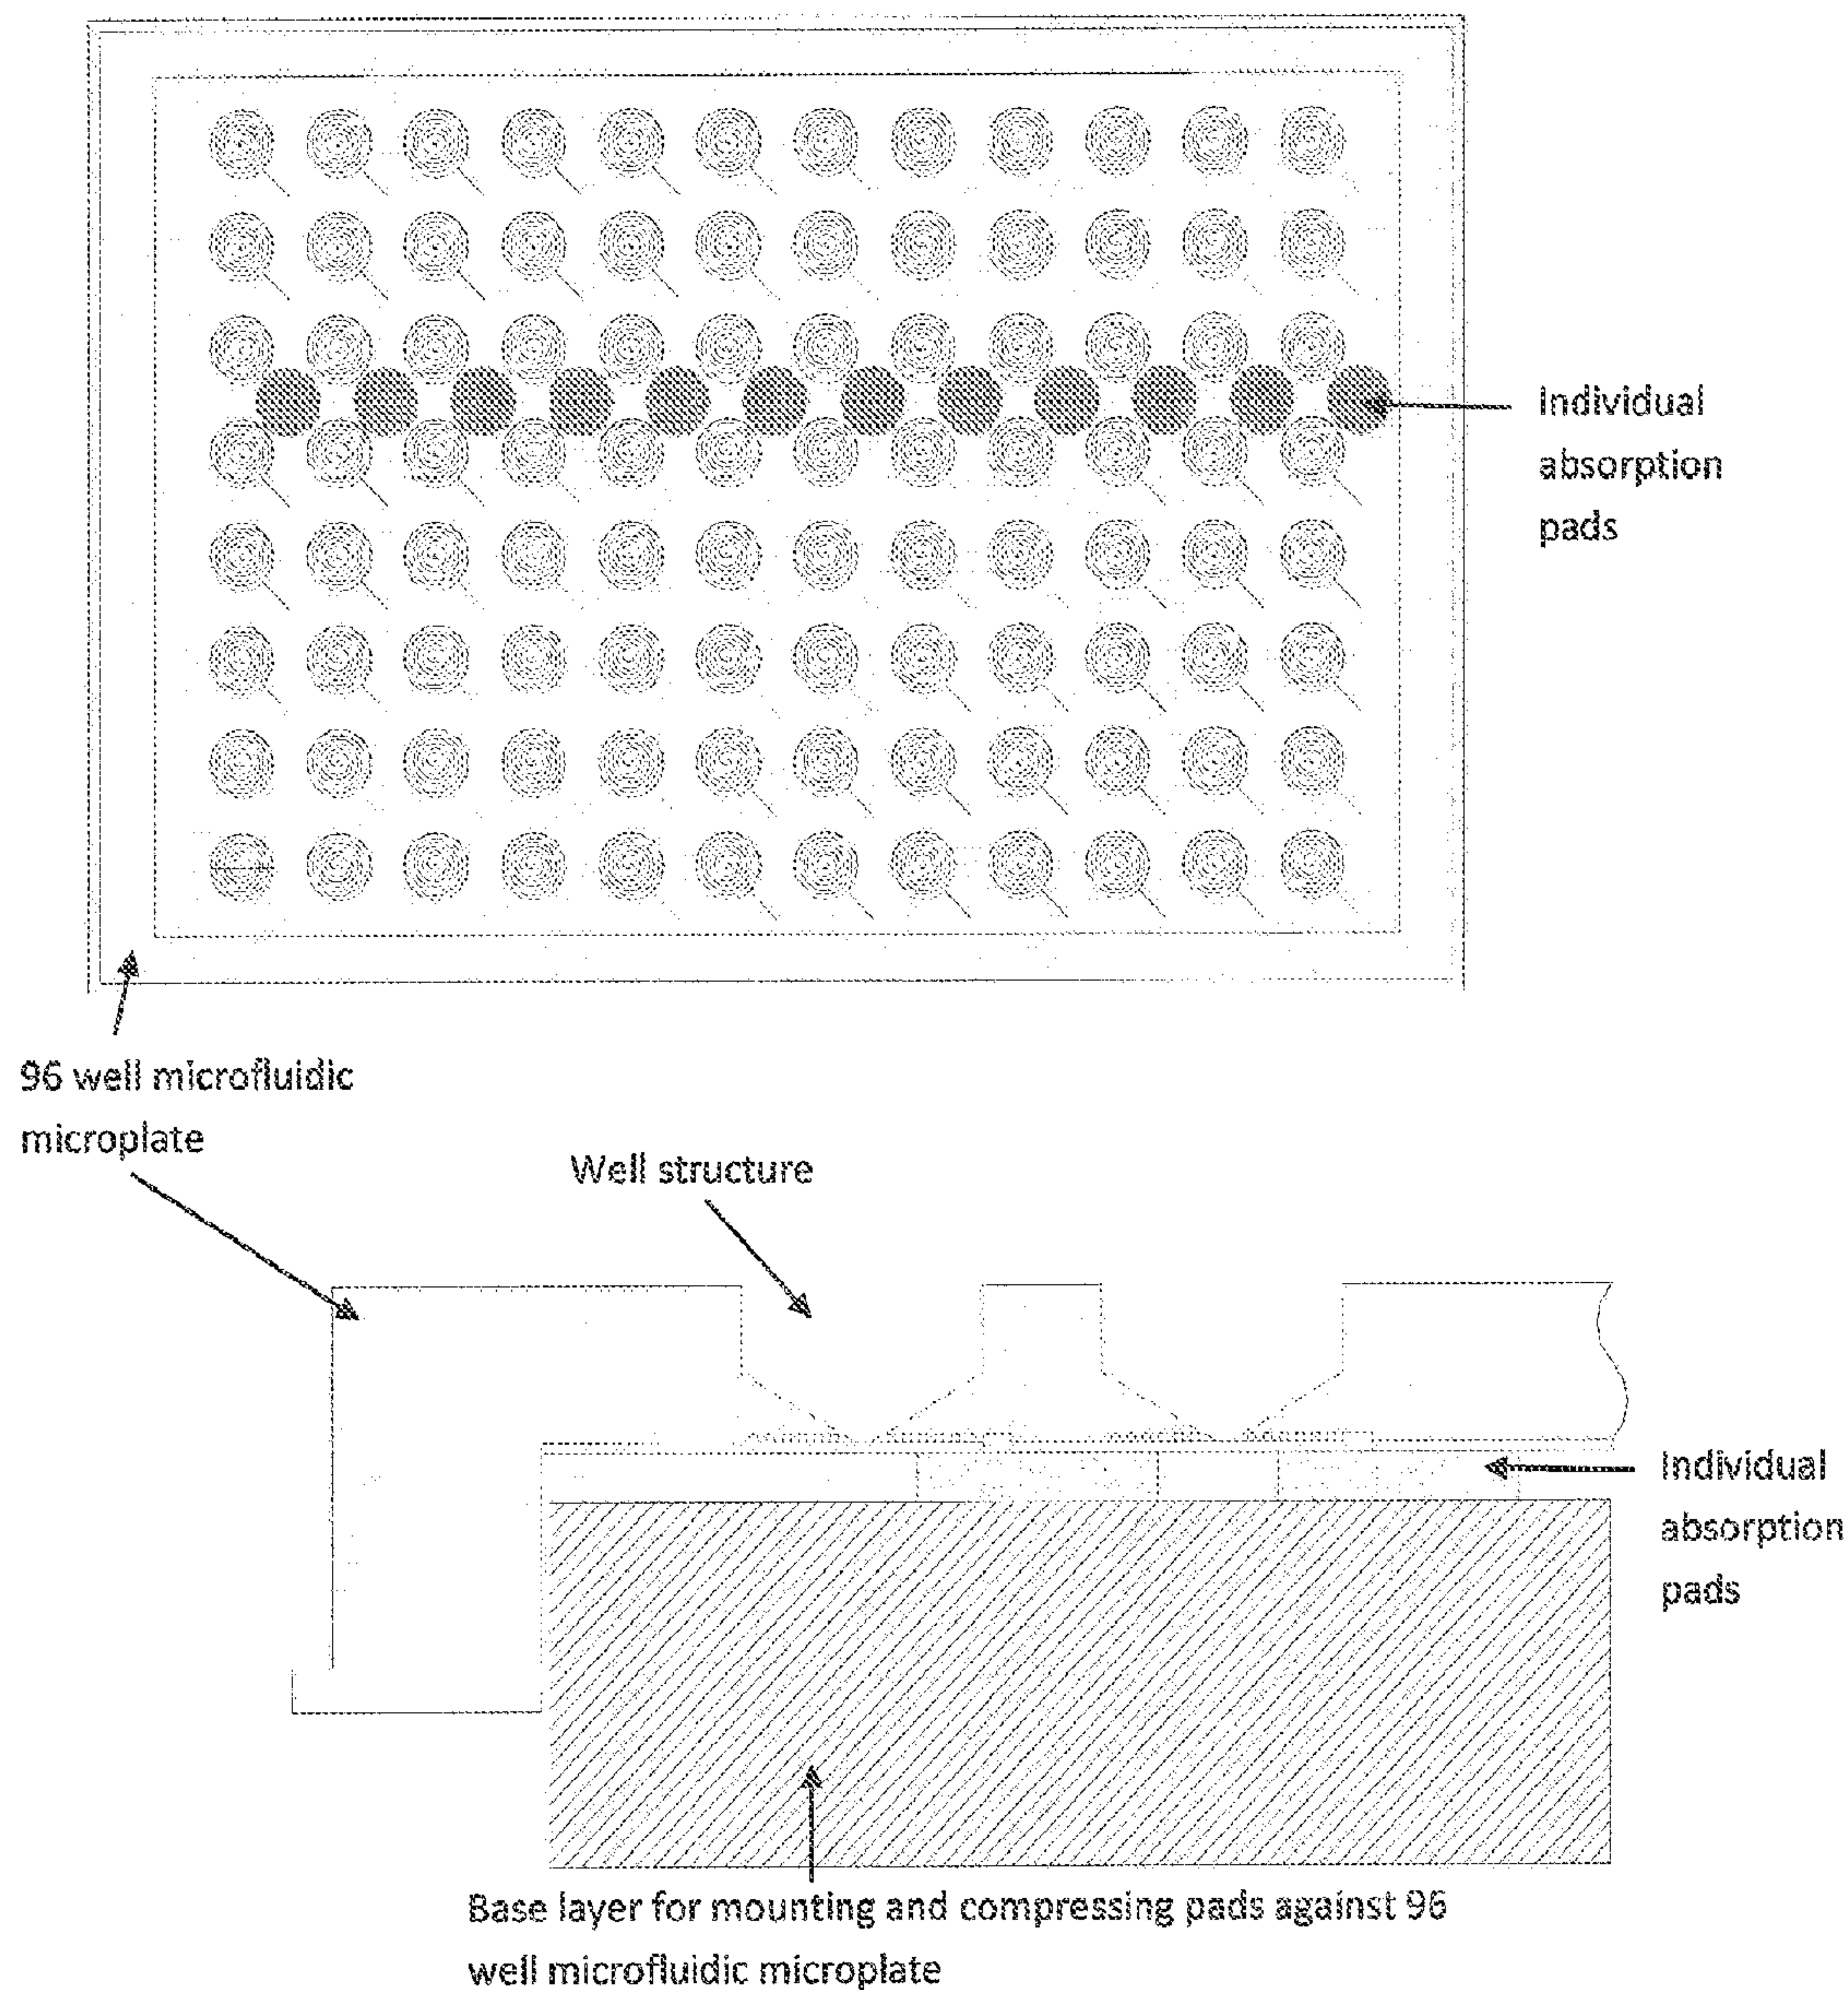 Individual
absorption
pads
96 well microfluidic
microplate
Well structure
Individual
absorption
pads
Base layer for mounting and compressing pads against 96
well microfluidic microplate